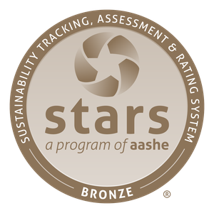 SUSTAINABILITY TRACKING, ASSESSMENT & RATING SYSTEM
stars
a program of aashe
BRONZE
®